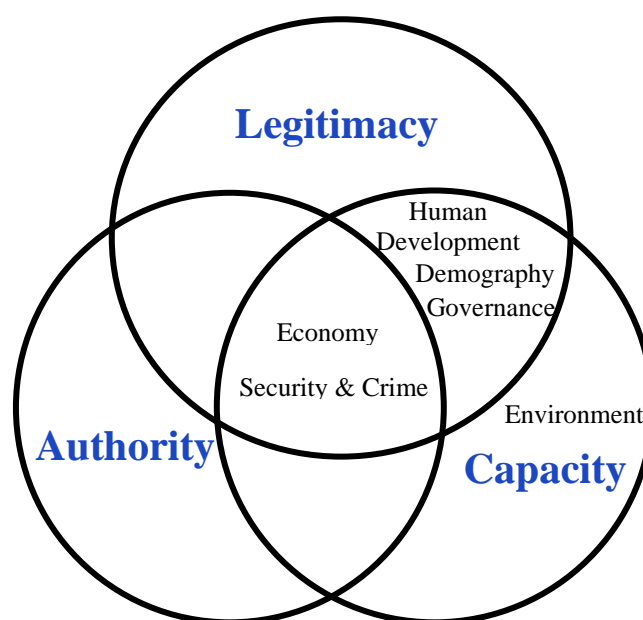 Legitimacy
Human
Development
Demography
Governance
Economy
Security & Crime
Environment
Authority
Capacity